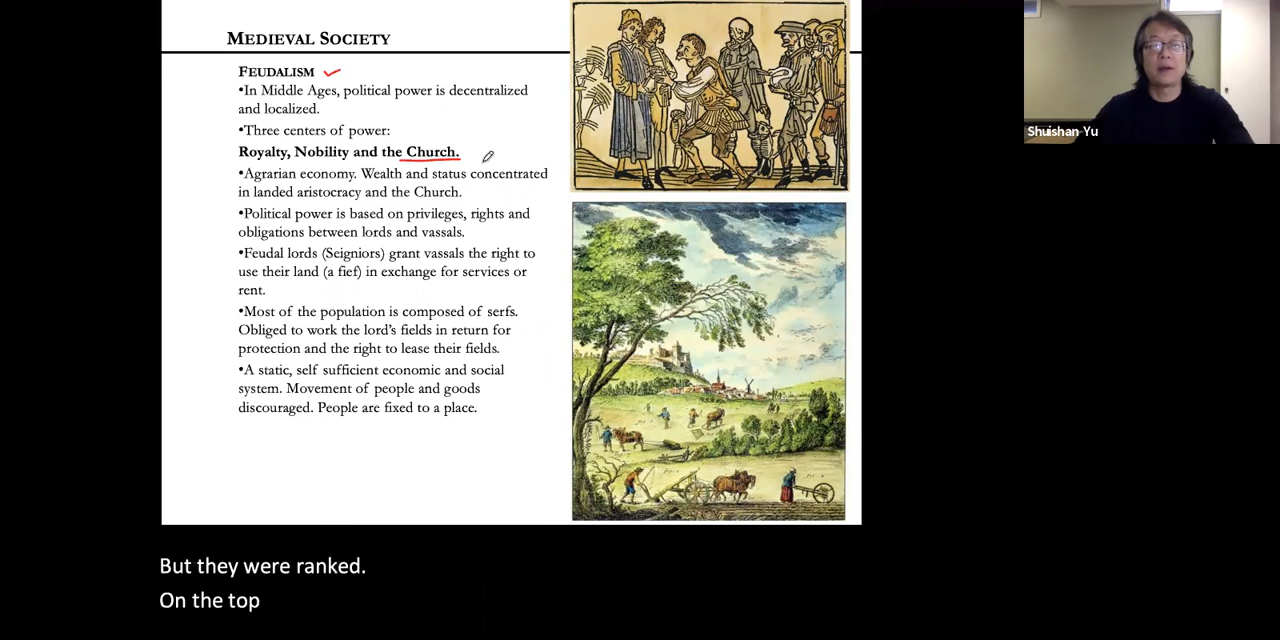 MEDIEVAL SOCIETY
FEUDALISM
•In Middle Ages, political power is decentralized
and localized.
•Three centers of power:
Royalty, Nobility and the Church.
•Agrarian economy. Wealth and status concentrated
in landed aristocracy and the Church.
•Political power is based on privileges, rights and
obligations between lords and vassals.
•Feudal lords (Seigniors) grant vassals the right to
use their land (a fief) in exchange for services or
rent.
•Most of the population is composed of serfs.
Obliged to work the lord's fields in return for
protection and the right to lease their fields.
•A static, self sufficient economic and social
system. Movement of people and goods
discouraged. People are fixed to a place.
Shuishan Yu
But they were ranked.
On the top